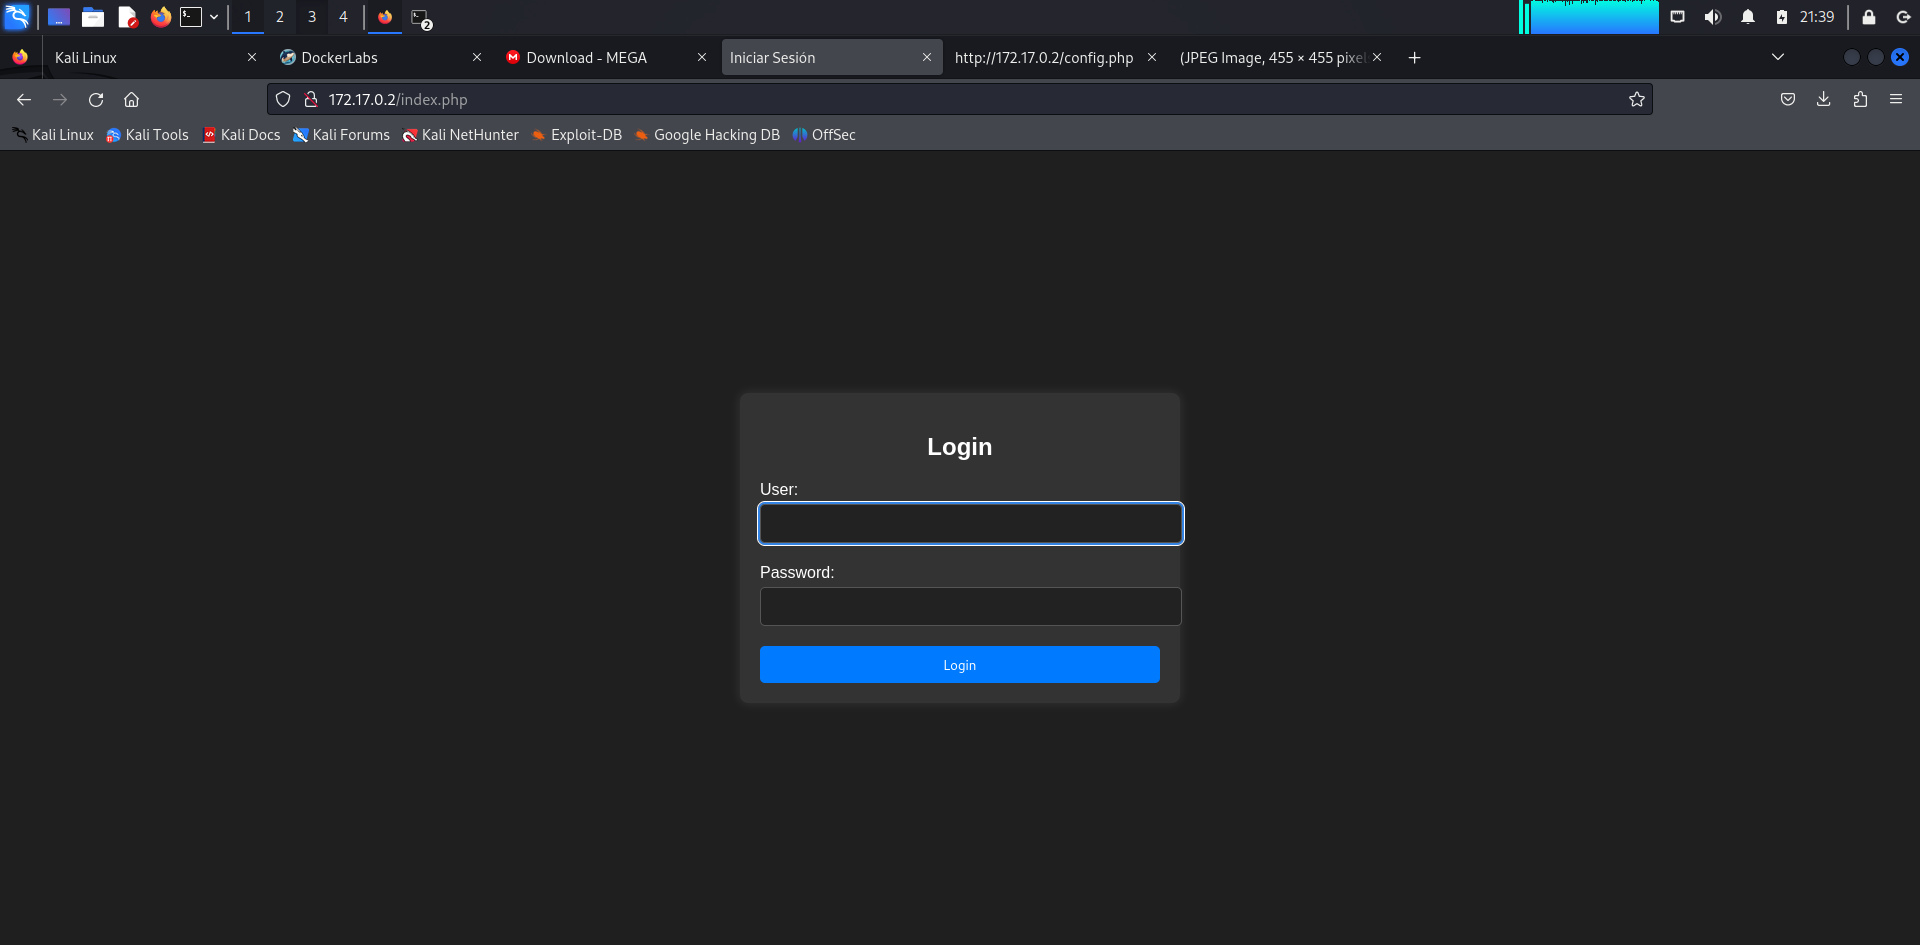 1 2 3 4 2 21:39
Kali Linux DockerLabs Download - MEGA Iniciar Sesión http://172.17.0.2/config.php (JPEG Image, 455 × 455 pixel
172.17.0.2/index.php
Kali Linux Kali Tools Kali Docs Kali Forums Kali NetHunter Exploit-DB Google Hacking DB OffSec
Login
User:
Password:
Login